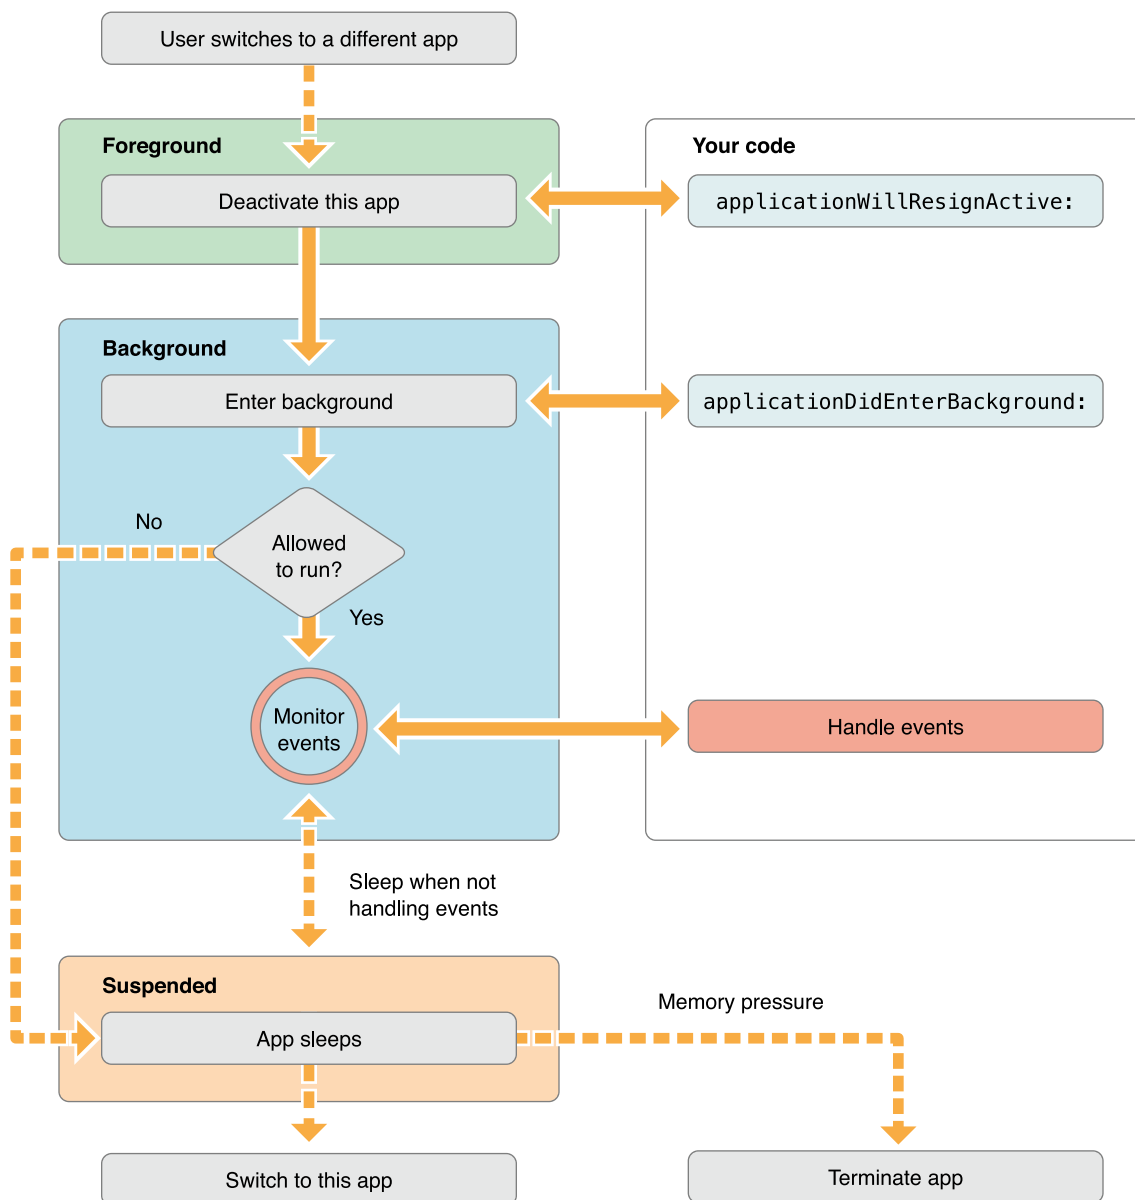 User switches to a different app
Foreground
Your code
Deactivate this app
applicationWillResignActive:
Background
Enter background
applicationDidEnterBackground:
No
Allowed
to run?
Yes
Monitor
events
Handle events
Sleep when not
handling events
Suspended
Memory pressure
App sleeps
Switch to this app
Terminate app